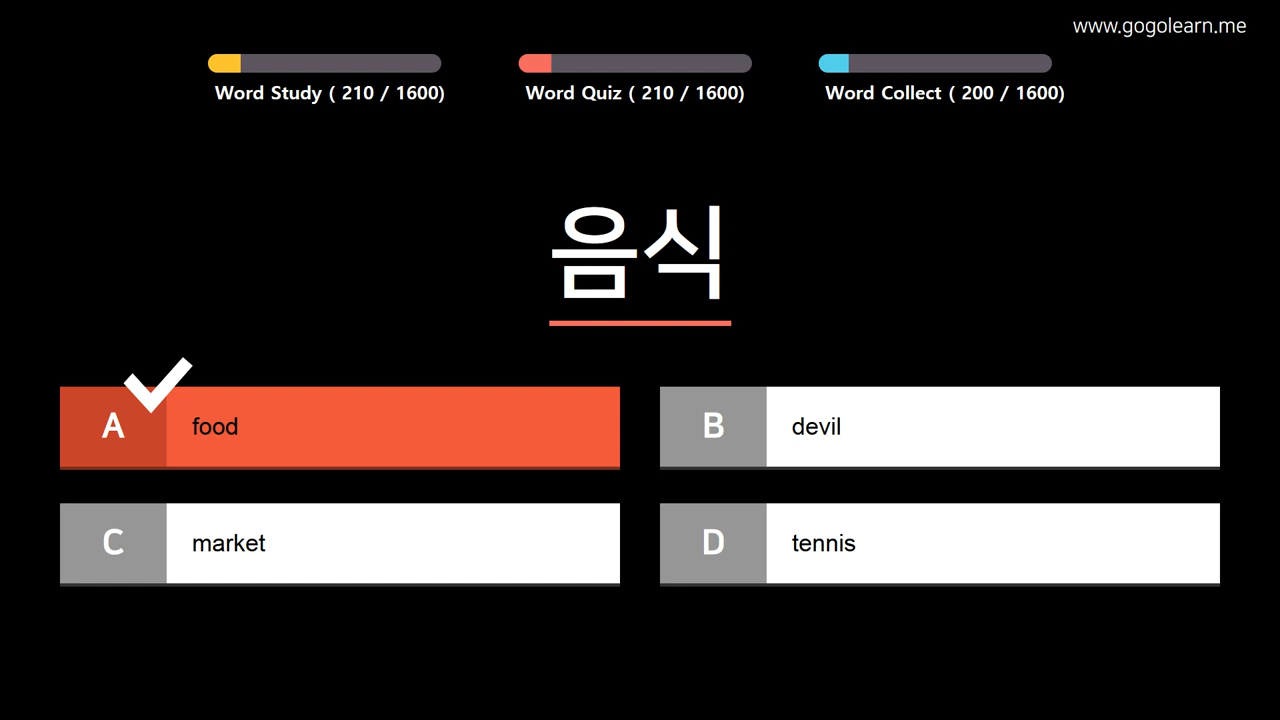 www.gogolearn.me
Word Study ( 210 / 1600)
Word Quiz ( 210 / 1600)
Word Collect ( 200 / 1600)
음식
A food
B devil
C market
D tennis